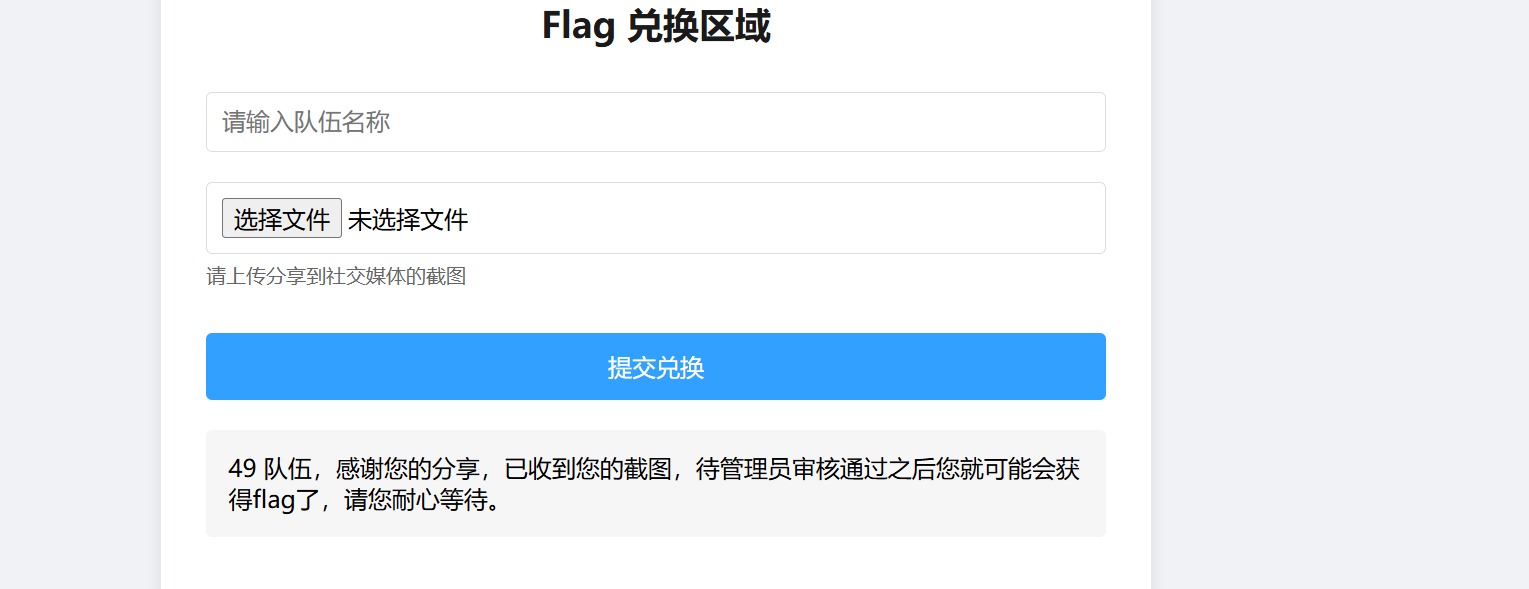 Flag 兑换区域
请输入队伍名称
选择文件 未选择文件
请上传分享到社交媒体的截图
提交兑换
49 队伍，感谢您的分享，已收到您的截图，待管理员审核通过之后您就可能会获
得flag了，请您耐心等待。